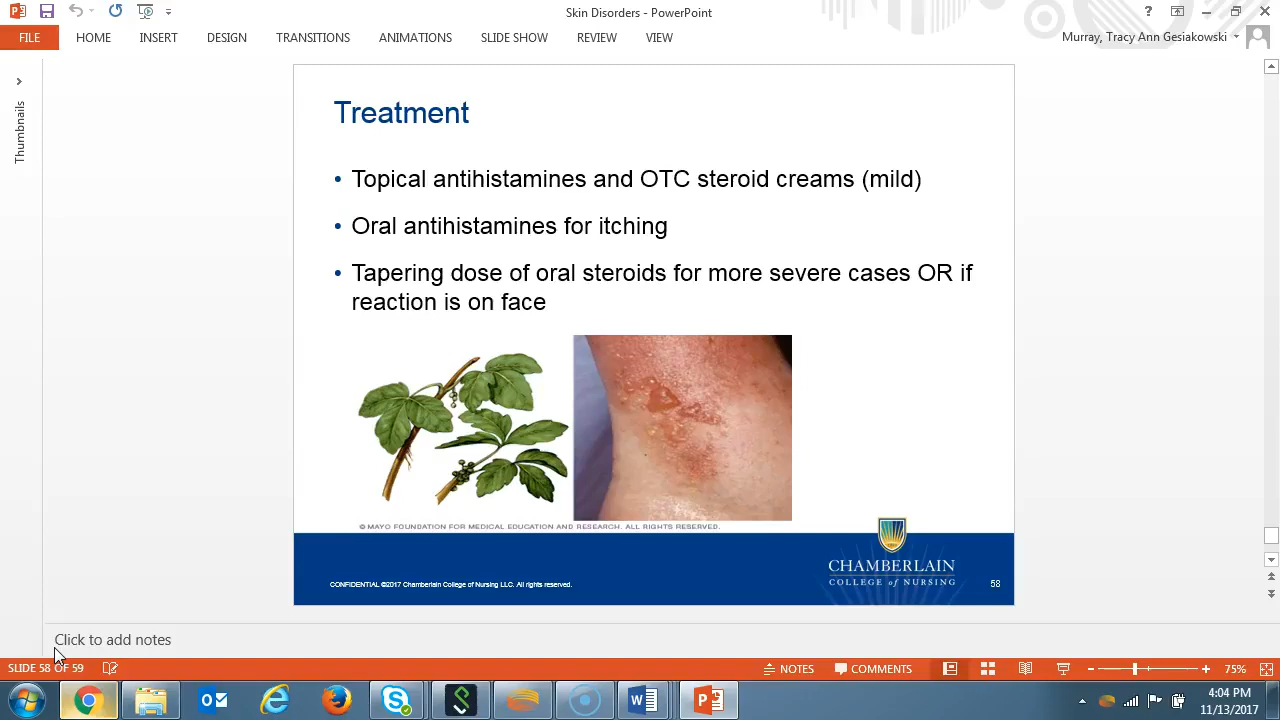 Skin Disorders - PowerPoint
FILE HOME INSERT DESIGN TRANSITIONS ANIMATIONS SLIDE SHOW REVIEW VIEW
Murray, Tracy Ann Gesiakowski
Thumbnails
Treatment
• Topical antihistamines and OTC steroid creams (mild)
• Oral antihistamines for itching
• Tapering dose of oral steroids for more severe cases OR if
reaction is on face
© MAYO FOUNDATION FOR MEDICAL EDUCATION AND RESEARCH. ALL RIGHTS RESERVED.
CHAMBERLAIN
COLLEGE of NURSING
CONFIDENTIAL ©2017 Chamberlain College of Nursing LLC. All rights reserved.
58
Click to add notes
SLIDE 58 OF 59
NOTES
COMMENTS
75%
4:04 PM
11/13/2017